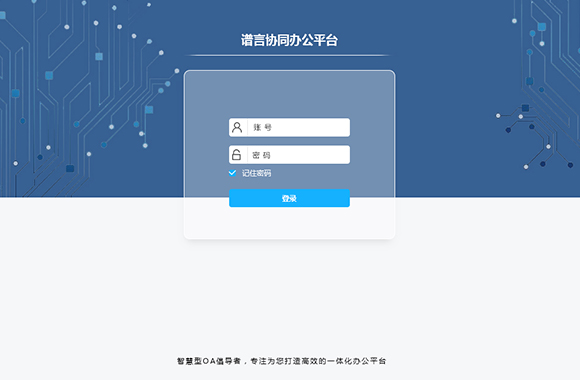 谱言协同办公平台
账 号
密 码
记住密码
登录
智慧型OA倡导者，专注为您打造高效的一体化办公平台